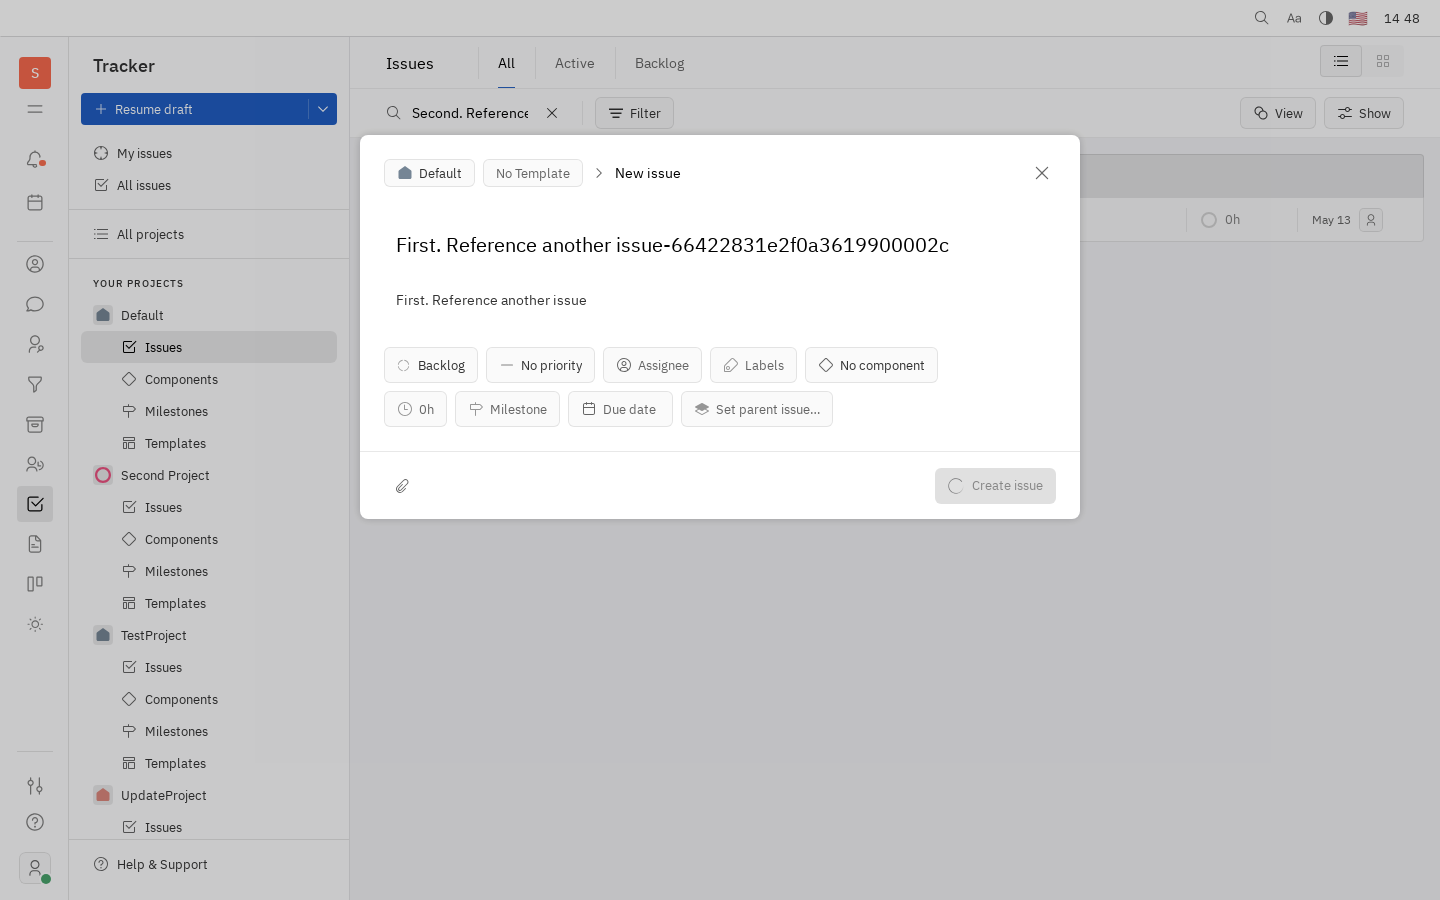 Aa
14 48
S
Tracker
Resume draft
My issues
All issues
All projects
YOUR PROJECTS
Default
Issues
Components
Milestones
Templates
Second Project
Issues
Components
Milestones
Templates
TestProject
Issues
Components
Milestones
Templates
UpdateProject
Issues
Help & Support
Issues
All
Active
Backlog
Second. Reference
Filter
View
Show
0h
May 13
Default
No Template
New issue
First. Reference another issue-66422831e2f0a3619900002c
First. Reference another issue
Backlog
No priority
Assignee
Labels
No component
0h
Milestone
Due date
Set parent issue...
Create issue